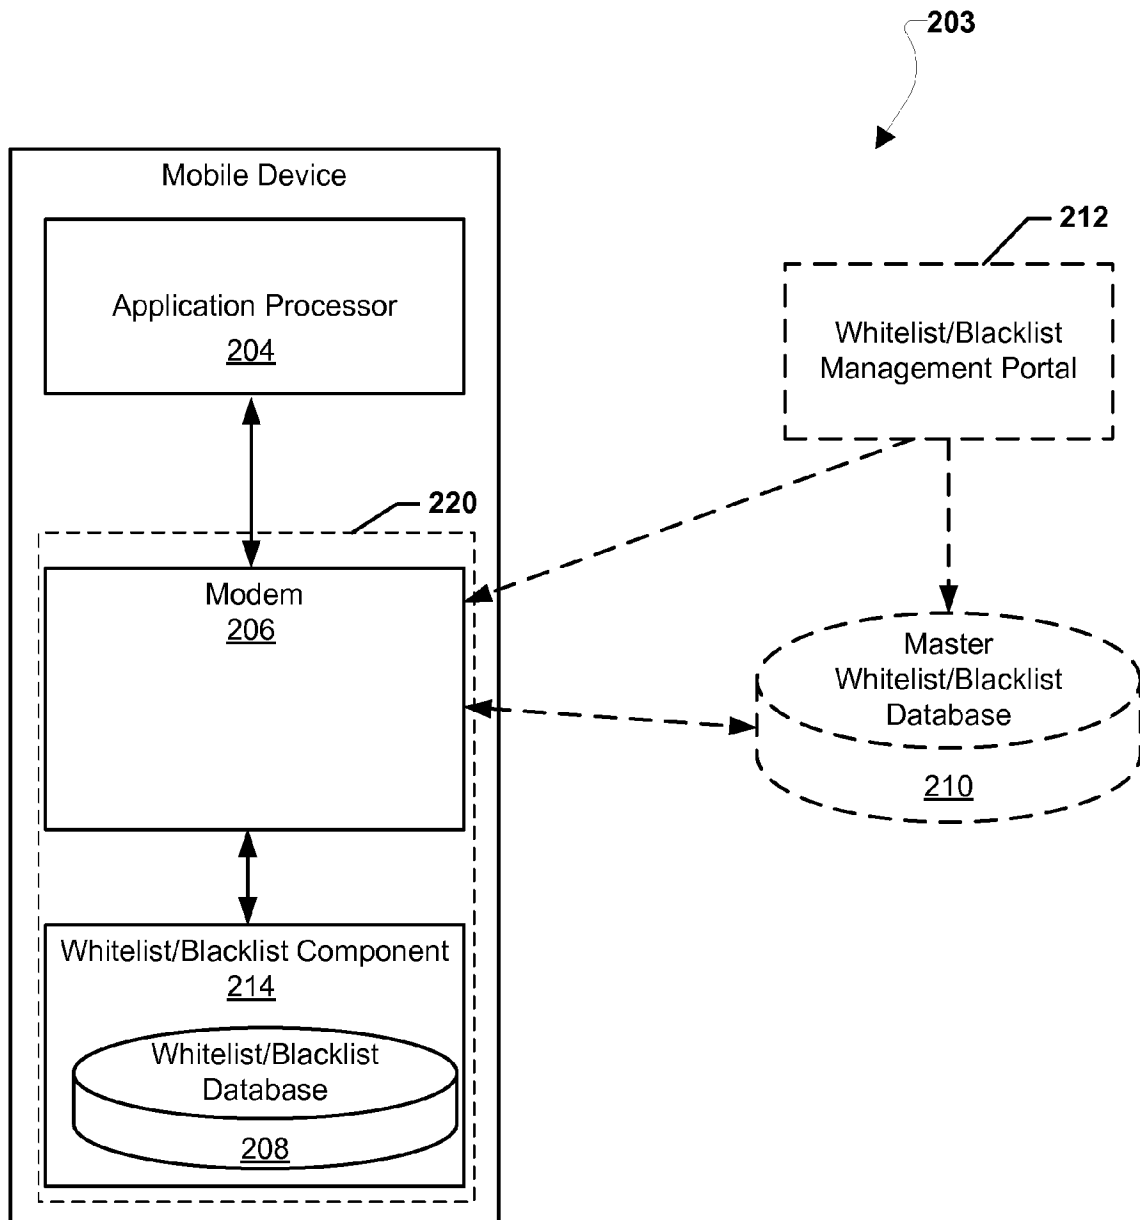 203
Mobile Device
212
Application Processor
204
Whitelist/Blacklist
Management Portal
220
Modem
206
Master
Whitelist/Blacklist
Database
210
Whitelist/Blacklist Component
214
Whitelist/Blacklist
Database
208